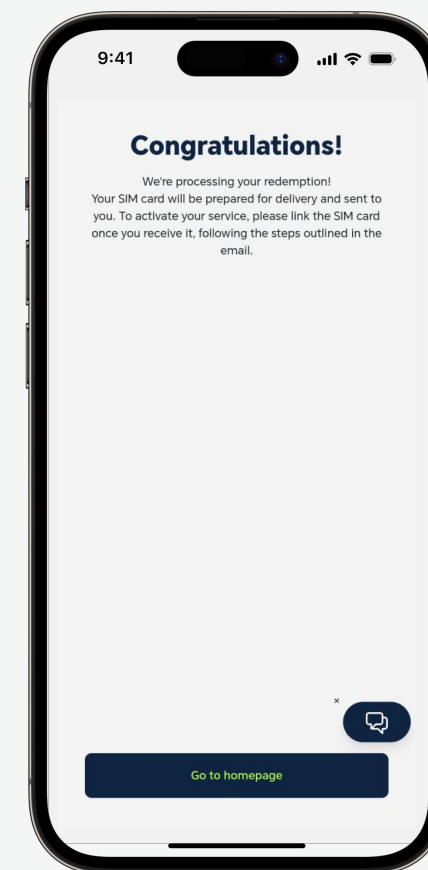 9:41
Congratulations!
We're processing your redemption!
Your SIM card will be prepared for delivery and sent to
you. To activate your service, please link the SIM card
once you receive it, following the steps outlined in the
email.
×
Go to homepage